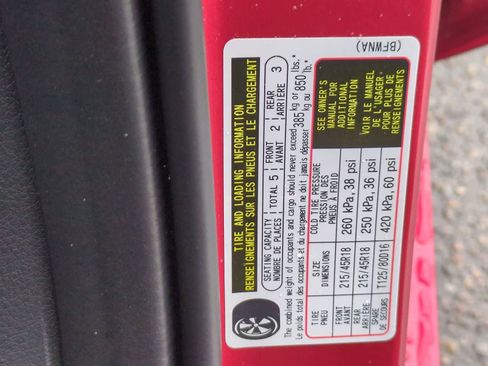 TIRE AND LOADING INFORMATION
RENSEIGNEMENTS SUR LES PNEUS ET LE CHARGEMENT
SEATING CAPACITY
NOMBRE DE PLACES
TOTAL 5
FRONT
AVANT 2
REAR
ARRIÈRE 3
The combined weight of occupants and cargo should never exceed 385 kg or 850 lbs.*
Le poids total des occupants et du chargement ne doit jamais dépasser 385 kg ou 850 lb.*
TIRE
PNEU
SIZE
DIMENSIONS
COLD TIRE PRESSURE
PRESSION DES
PNEUS À FROID
SEE OWNER'S
MANUAL FOR
ADDITIONAL
INFORMATION
FRONT
AVANT
215/45R18
260 kPa, 38 psi
REAR
ARRIÈRE
215/45R18
250 kPa, 36 psi
SPARE
DE SECOURS
T125/80D16
420 kPa, 60 psi
VOIR LE MANUEL
DE L'USAGER
POUR PLUS DE
RENSEIGNEMENTS
(BFWNA)